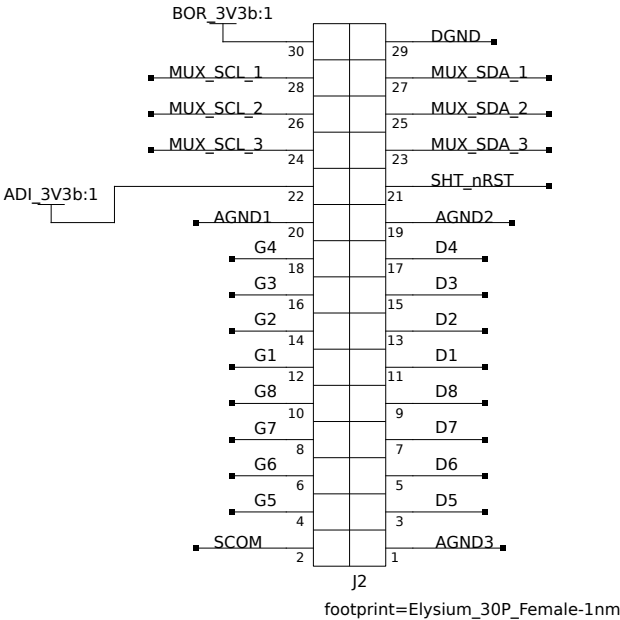 BOR_3V3b:1
DGND
30 29
MUX_SCL_1 MUX_SDA_1
28 27
MUX_SCL_2 MUX_SDA_2
26 25
MUX_SCL_3 MUX_SDA_3
24 23
SHT_nRST
ADI_3V3b:1 22 21
AGND1 AGND2
20 19
G4 D4
18 17
G3 D3
16 15
G2 D2
14 13
G1 D1
12 11
G8 D8
10 9
G7 D7
8 7
G6 D6
6 5
G5 D5
4 3
SCOM AGND3
2 1
J2
footprint=Elysium_30P_Female-1nm